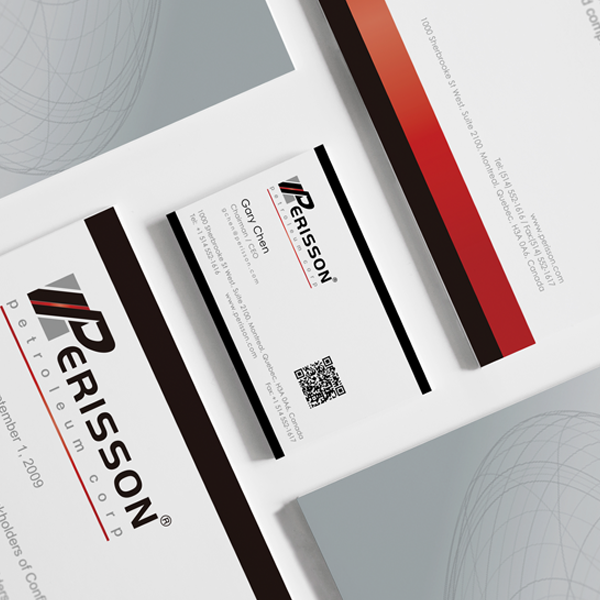 PERISSON®
petroleum corp
ptember 1, 2009
kholders of Conf
PERISSON®
petroleum corp
Gary Chen
Chairman / CEO
gchen@perisson.com
1000 Sherbrooke St West, Suite 2100, Montreal, Quebec, H3A 0A6, Canada
Tel: +1 514 552-1616 www.perisson.com Fax: +1 514 552-1617
d comp
1000 Sherbrooke St West, Suite 2100, Montreal, Quebec, H3A 0A6, Canada
Tel: (514) 552-1616 / Fax:(514) 552-1617
www.perisson.com